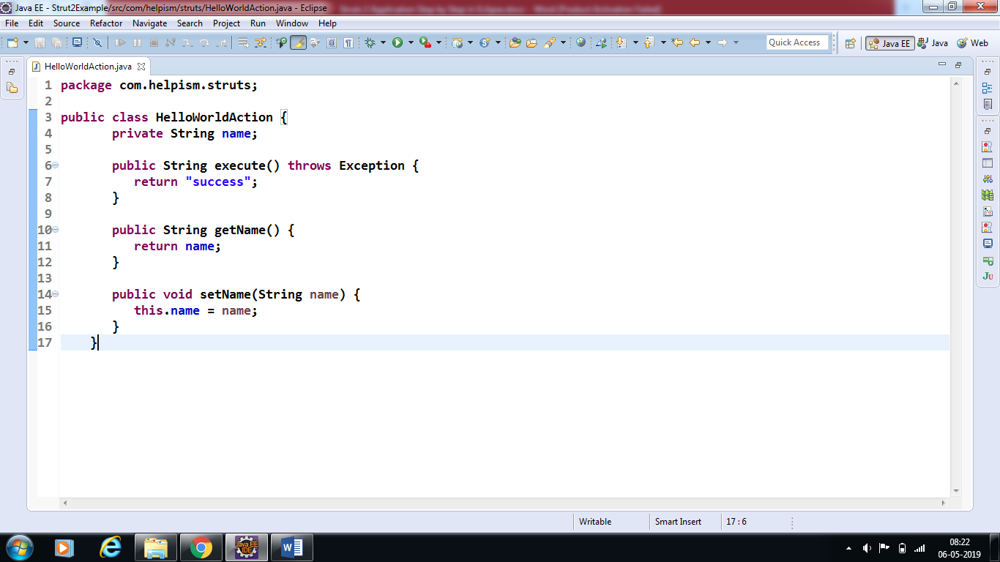 Java EE - Strut2Example/src/com/helpism/struts/HelloWorldAction.java - Eclipse
File Edit Source Refactor Navigate Search Project Run Window Help
Quick Access Java EE Java Web
HelloWorldAction.java
1 package com.helpism.struts;
2
3 public class HelloWorldAction {
4 private String name;
5
6 public String execute() throws Exception {
7 return "success";
8 }
9
10 public String getName() {
11 return name;
12 }
13
14 public void setName(String name) {
15 this.name = name;
16 }
17 }
Ju
Writable Smart Insert 17 : 6
Java EE
IDE
08:22
06-05-2019